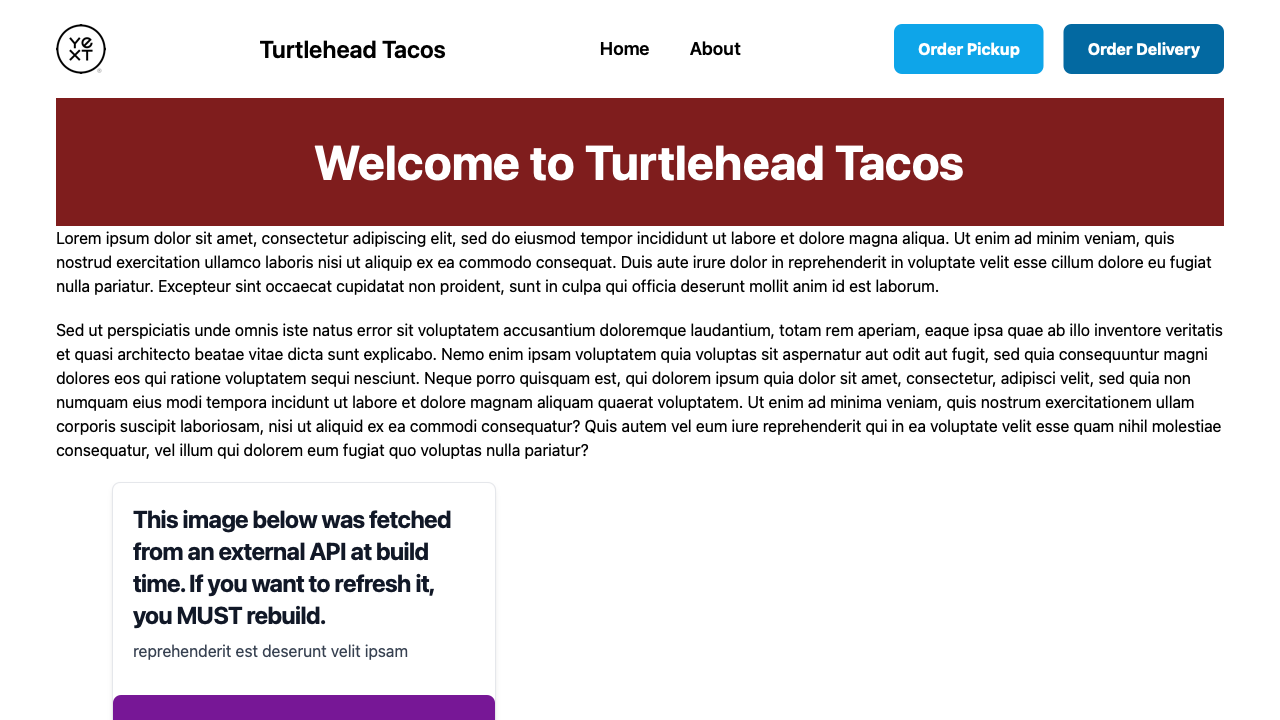 YEXT
Turtlehead Tacos
Home
About
Order Pickup
Order Delivery
Welcome to Turtlehead Tacos
Lorem ipsum dolor sit amet, consectetur adipiscing elit, sed do eiusmod tempor incididunt ut labore et dolore magna aliqua. Ut enim ad minim veniam, quis
nostrud exercitation ullamco laboris nisi ut aliquip ex ea commodo consequat. Duis aute irure dolor in reprehenderit in voluptate velit esse cillum dolore eu fugiat
nulla pariatur. Excepteur sint occaecat cupidatat non proident, sunt in culpa qui officia deserunt mollit anim id est laborum.
Sed ut perspiciatis unde omnis iste natus error sit voluptatem accusantium doloremque laudantium, totam rem aperiam, eaque ipsa quae ab illo inventore veritatis
et quasi architecto beatae vitae dicta sunt explicabo. Nemo enim ipsam voluptatem quia voluptas sit aspernatur aut odit aut fugit, sed quia consequuntur magni
dolores eos qui ratione voluptatem sequi nesciunt. Neque porro quisquam est, qui dolorem ipsum quia dolor sit amet, consectetur, adipisci velit, sed quia non
numquam eius modi tempora incidunt ut labore et dolore magnam aliquam quaerat voluptatem. Ut enim ad minima veniam, quis nostrum exercitationem ullam
corporis suscipit laboriosam, nisi ut aliquid ex ea commodi consequatur? Quis autem vel eum iure reprehenderit qui in ea voluptate velit esse quam nihil molestiae
consequatur, vel illum qui dolorem eum fugiat quo voluptas nulla pariatur?
This image below was fetched
from an external API at build
time. If you want to refresh it,
you MUST rebuild.
reprehenderit est deserunt velit ipsam